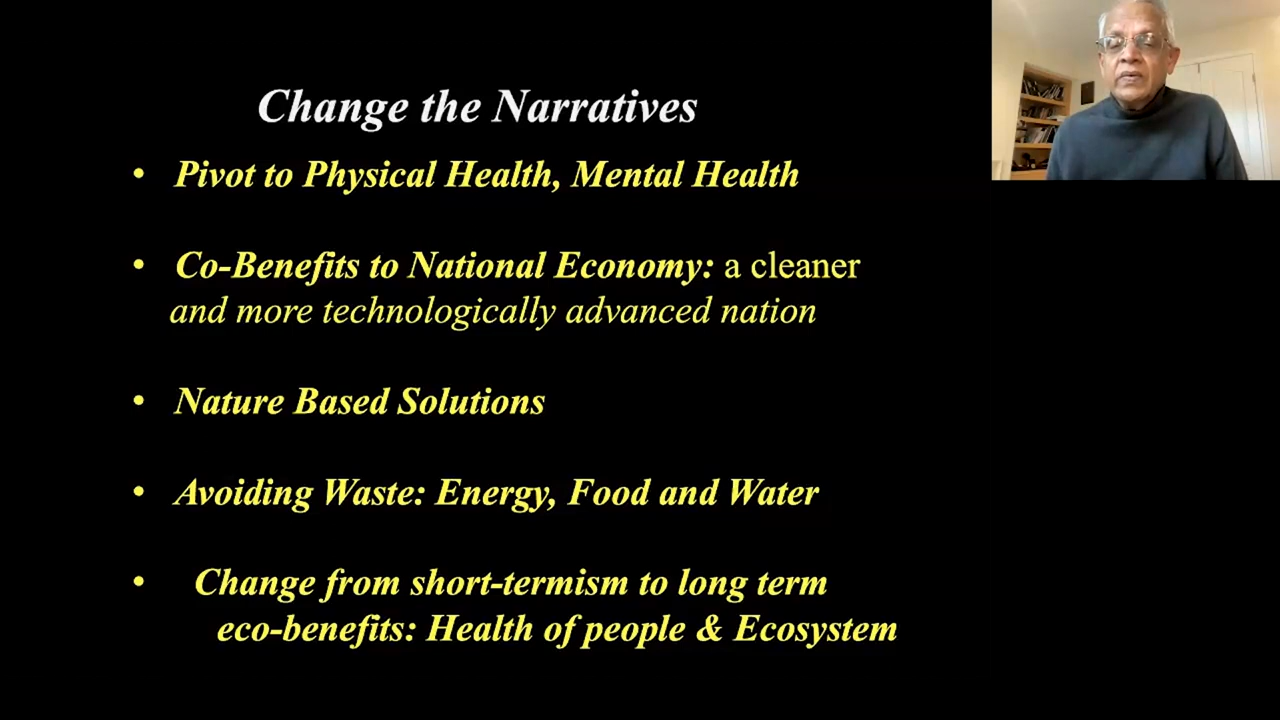 Change the Narratives
• Pivot to Physical Health, Mental Health
• Co-Benefits to National Economy: a cleaner
and more technologically advanced nation
• Nature Based Solutions
• Avoiding Waste: Energy, Food and Water
• Change from short-termism to long term
eco-benefits: Health of people & Ecosystem